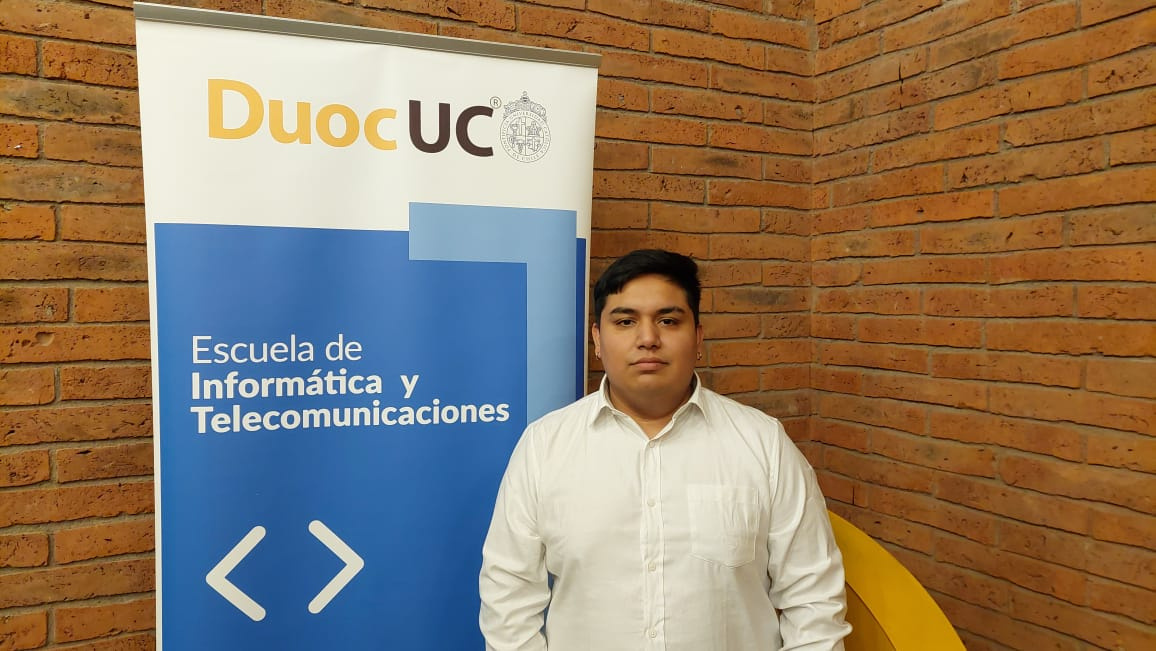 Duoc UC®
Escuela de
Informática y
Telecomunicaciones